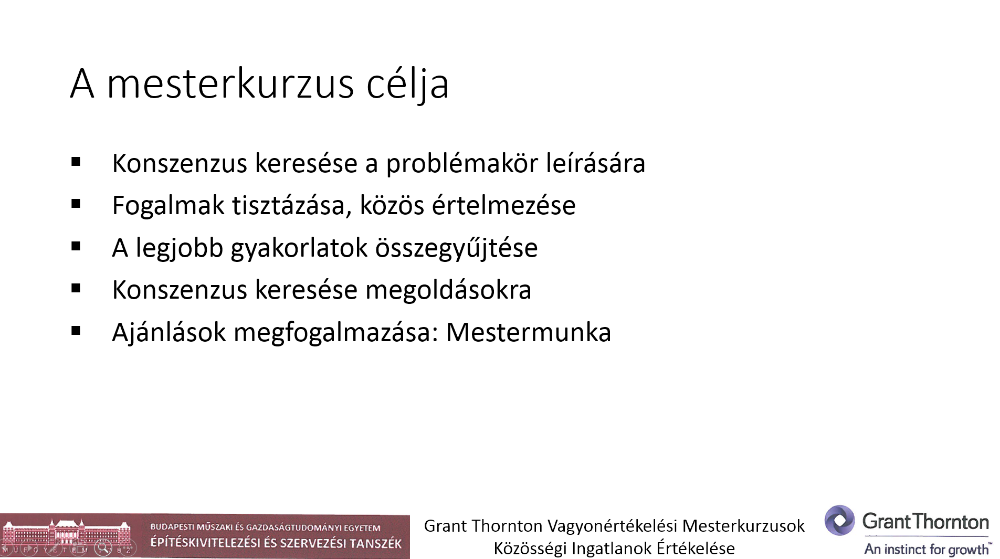 A mesterkurzus célja
▪ Konszenzus keresése a problémakör leírására
▪ Fogalmak tisztázása, közös értelmezése
▪ A legjobb gyakorlatok összegyűjtése
▪ Konszenzus keresése megoldásokra
▪ Ajánlások megfogalmazása: Mestermunka
BUDAPESTI MŰSZAKI ÉS GAZDASÁGTUDOMÁNYI EGYETEM
ÉPÍTÉSKIVITELEZÉSI ÉS SZERVEZÉSI TANSZÉK
MŰEGYETEM 1782
Grant Thornton Vagyonértékelési Mesterkurzusok
Közösségi Ingatlanok Értékelése
Grant Thornton
An instinct for growth™